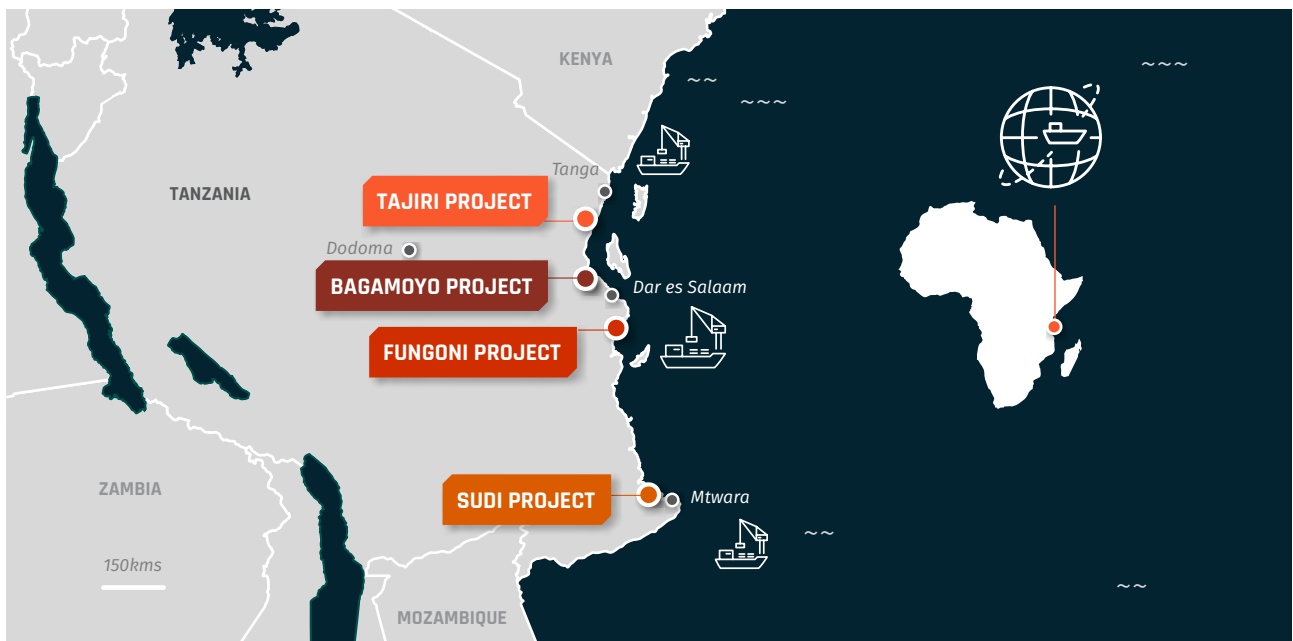 KENYA
Tanga
TANZANIA
TAJIRI PROJECT
Dodoma
BAGAMOYO PROJECT
Dar es Salaam
FUNGONI PROJECT
ZAMBIA
SUDI PROJECT
Mtwara
150kms
MOZAMBIQUE